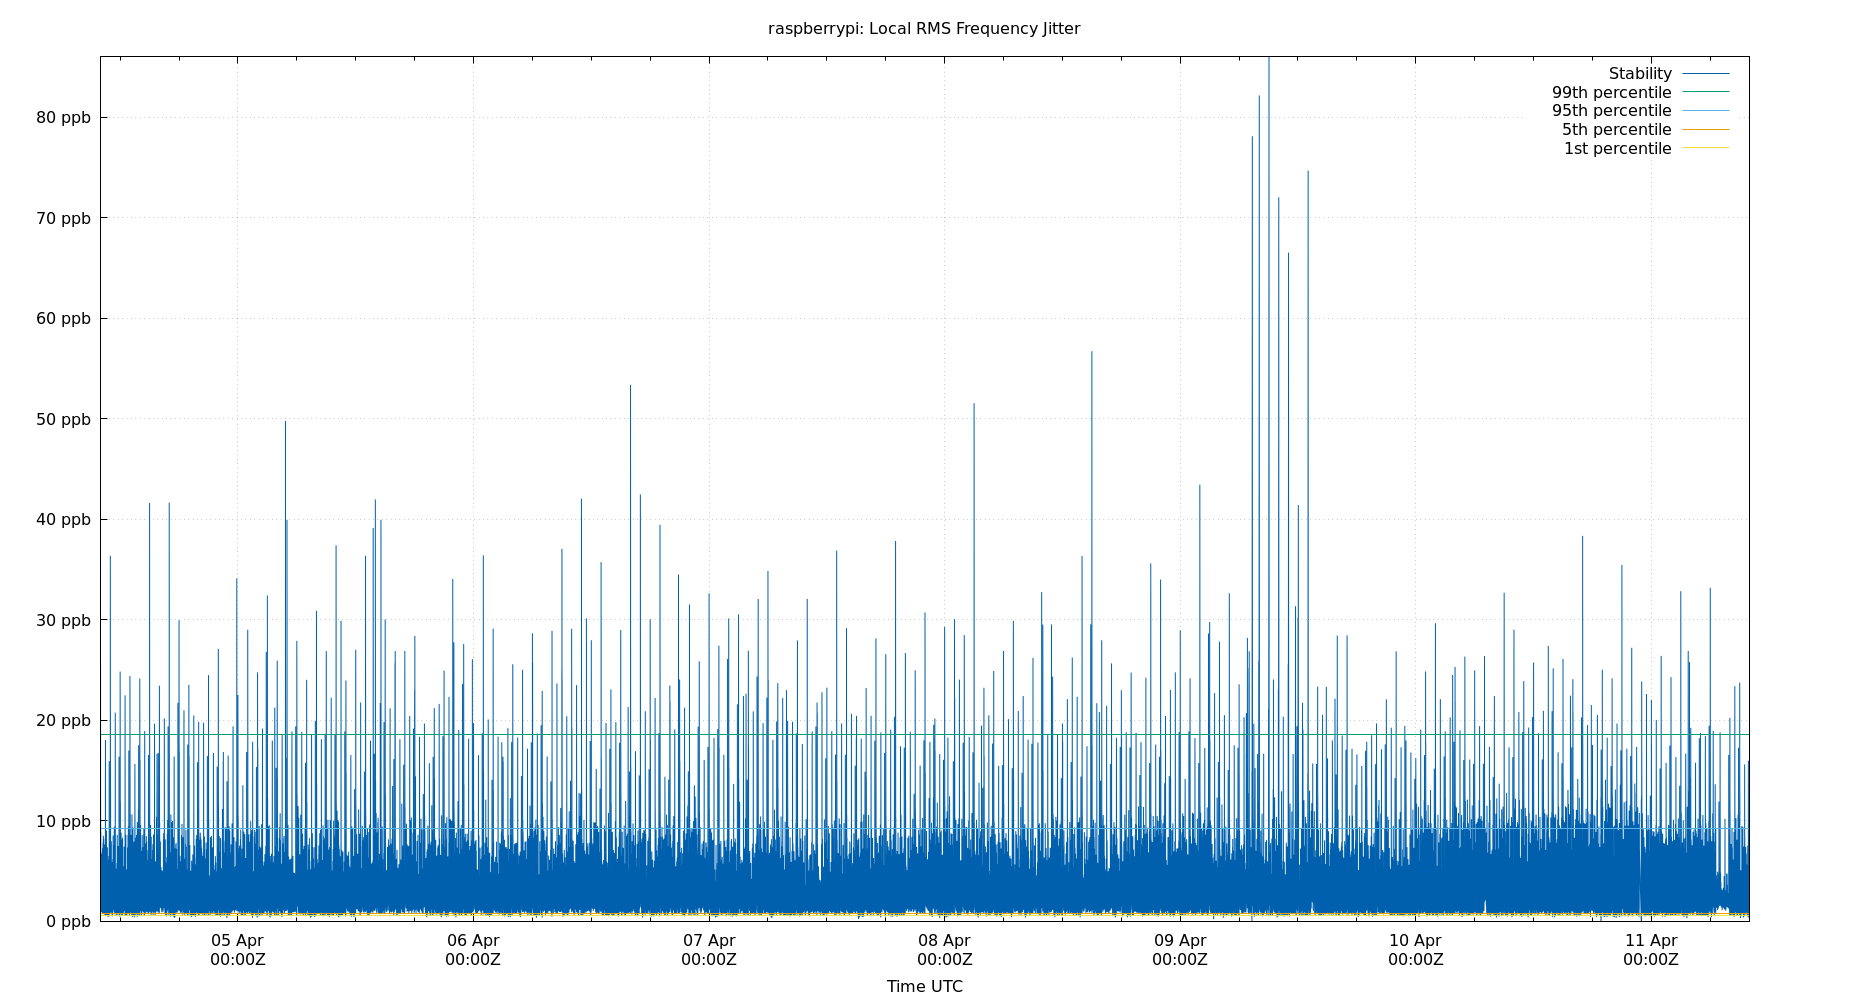 raspberrypi: Local RMS Frequency Jitter
Stability
99th percentile
95th percentile
5th percentile
1st percentile
80 ppb
70 ppb
60 ppb
50 ppb
40 ppb
30 ppb
20 ppb
10 ppb
0 ppb
05 Apr 06 Apr 07 Apr 08 Apr 09 Apr 10 Apr 11 Apr
00:00Z 00:00Z 00:00Z 00:00Z 00:00Z 00:00Z 00:00Z
Time UTC